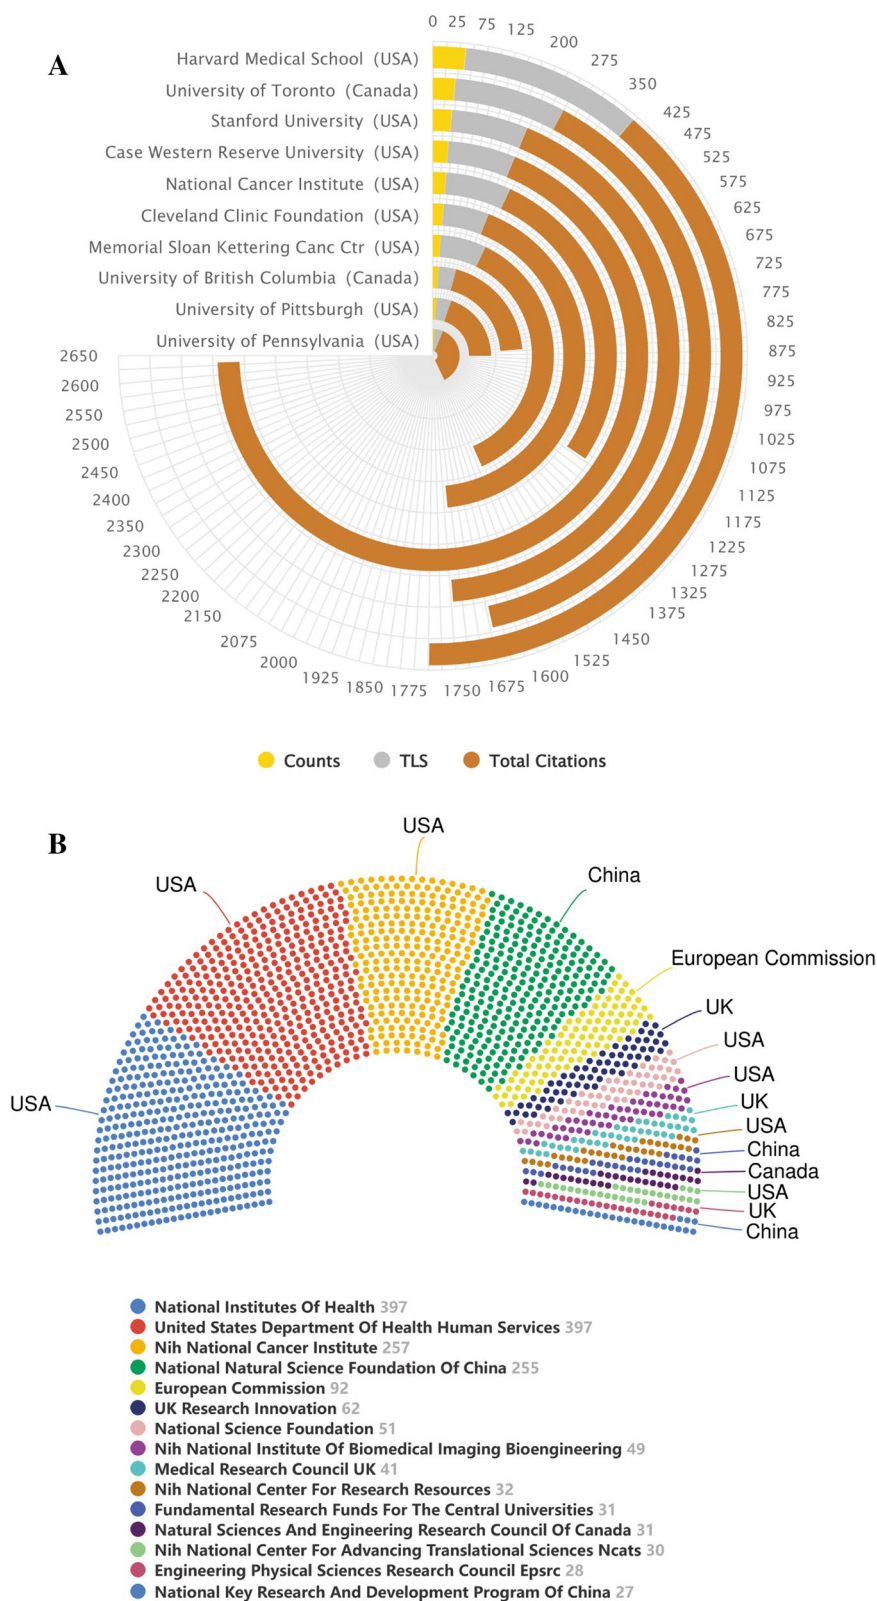 A
0 25 75 125 200 275 350 425 475 525 575 625 675 725 775 825 875 925 975 1025 1075 1125 1175 1225 1275 1325 1375 1450 1525 1600 1675 1750 1775 1850 1925 2000 2075 2150 2200 2250 2300 2350 2400 2450 2500 2550 2600 2650
Harvard Medical School (USA)
University of Toronto (Canada)
Stanford University (USA)
Case Western Reserve University (USA)
National Cancer Institute (USA)
Cleveland Clinic Foundation (USA)
Memorial Sloan Kettering Canc Ctr (USA)
University of British Columbia (Canada)
University of Pittsburgh (USA)
University of Pennsylvania (USA)
Counts TLS Total Citations
B
USA
USA
USA
China
European Commission
UK
USA
USA
UK
USA
China
Canada
USA
UK
China
National Institutes Of Health 397
United States Department Of Health Human Services 397
Nih National Cancer Institute 257
National Natural Science Foundation Of China 255
European Commission 92
UK Research Innovation 62
National Science Foundation 51
Nih National Institute Of Biomedical Imaging Bioengineering 49
Medical Research Council UK 41
Nih National Center For Research Resources 32
Fundamental Research Funds For The Central Universities 31
Natural Sciences And Engineering Research Council Of Canada 31
Nih National Center For Advancing Translational Sciences Ncats 30
Engineering Physical Sciences Research Council Epsrc 28
National Key Research And Development Program Of China 27